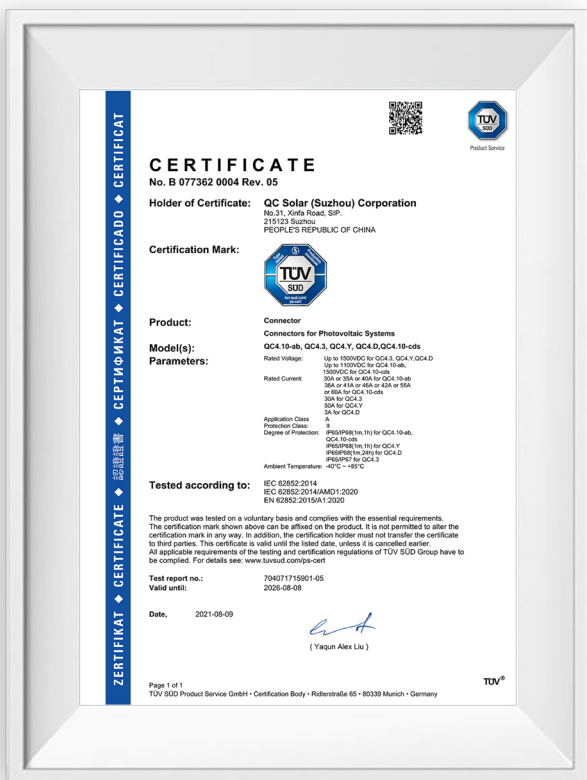 ZERTIFIKAT ◆ CERTIFICATE ◆ 認證證書 ◆ СЕРТИФИКАТ ◆ CERTIFICADO ◆ CERTIFICAT
TÜV
SÜD
Product Service
CERTIFICATE
No. B 077362 0004 Rev. 05
Holder of Certificate: QC Solar (Suzhou) Corporation
No.31, Xinfa Road, SIP.
215123 Suzhou
PEOPLE'S REPUBLIC OF CHINA
Certification Mark:
TÜV
SÜD
tuv-sud.com/
ps-cert
Product: Connector
Connectors for Photovoltaic Systems
Model(s): QC4.10-ab, QC4.3, QC4.Y, QC4.D,QC4.10-cds
Parameters: Rated Voltage: Up to 1500VDC for QC4.3, QC4.Y,QC4.D
Up to 1100VDC for QC4.10-ab,
1500VDC for QC4.10-cds
Rated Current: 30A or 35A or 40A for QC4.10-ab
36A or 41A or 46A or 42A or 55A
or 60A for QC4.10-cds
30A for QC4.3
50A for QC4.Y
3A for QC4.D
Application Class A
Protection Class: II
Degree of Protection: IP65/IP68(1m,1h) for QC4.10-ab,
QC4.10-cds
IP65/IP68(1m,1h) for QC4.Y
IP65IP68(1m,24h) for QC4.D
IP65/IP67 for QC4.3
Ambient Temperature: -40°C ~ +85°C
Tested according to: IEC 62852:2014
IEC 62852:2014/AMD1:2020
EN 62852:2015/A1:2020
The product was tested on a voluntary basis and complies with the essential requirements.
The certification mark shown above can be affixed on the product. It is not permitted to alter the
certification mark in any way. In addition, the certification holder must not transfer the certificate
to third parties. This certificate is valid until the listed date, unless it is cancelled earlier.
All applicable requirements of the testing and certification regulations of TÜV SÜD Group have to
be complied. For details see: www.tuvsud.com/ps-cert
Test report no.: 704071715901-05
Valid until: 2026-08-08
Date, 2021-08-09
( Yaqun Alex Liu )
Page 1 of 1
TÜV SÜD Product Service GmbH • Certification Body • Ridlerstraße 65 • 80339 Munich • Germany
TÜV®